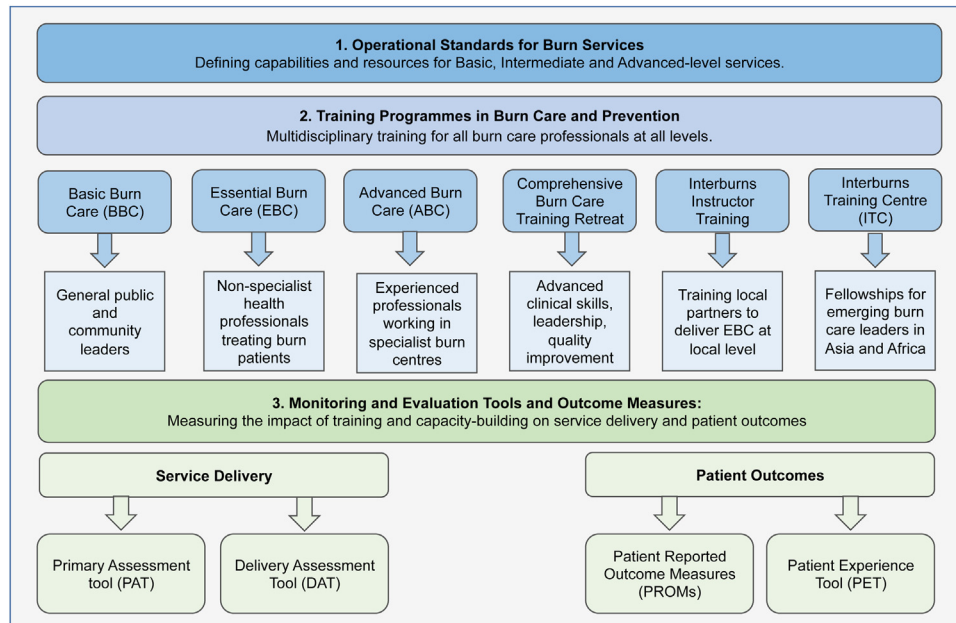 1. Operational Standards for Burn Services
Defining capabilities and resources for Basic, Intermediate and Advanced-level services.
2. Training Programmes in Burn Care and Prevention
Multidisciplinary training for all burn care professionals at all levels.
Basic Burn
Care (BBC)
Essential Burn
Care (EBC)
Advanced Burn
Care (ABC)
Comprehensive
Burn Care
Training Retreat
Interburns
Instructor
Training
Interburns
Training Centre
(ITC)
General public
and
community
leaders
Non-specialist
health
professionals
treating burn
patients
Experienced
professionals
working in
specialist burn
centres
Advanced
clinical skills,
leadership,
quality
improvement
Training local
partners to
deliver EBC at
local level
Fellowships for
emerging burn
care leaders in
Asia and Africa
3. Monitoring and Evaluation Tools and Outcome Measures:
Measuring the impact of training and capacity-building on service delivery and patient outcomes
Service Delivery
Patient Outcomes
Primary Assessment
tool (PAT)
Delivery Assessment
Tool (DAT)
Patient Reported
Outcome Measures
(PROMs)
Patient Experience
Tool (PET)